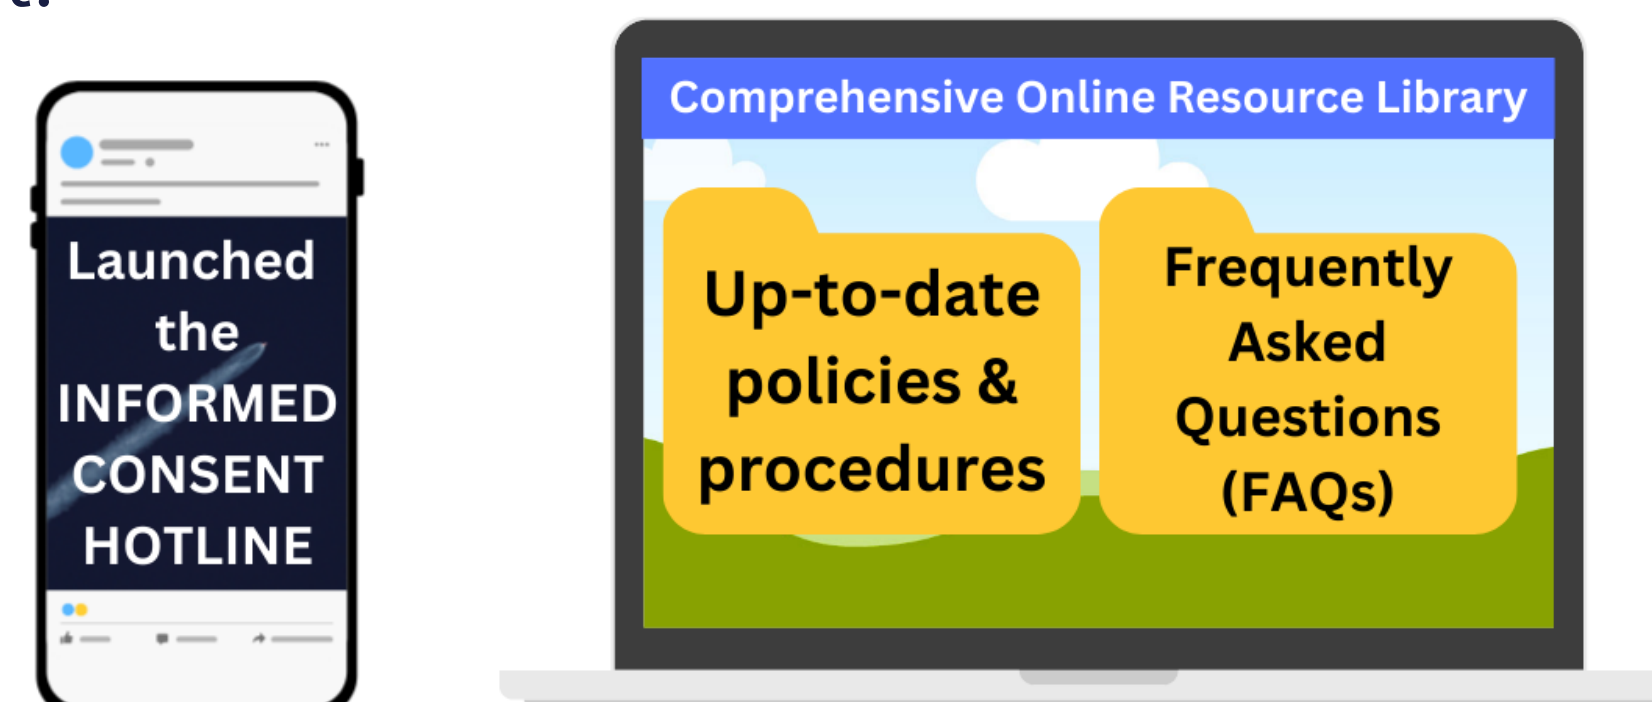 Launched
the
INFORMED
CONSENT
HOTLINE
Comprehensive Online Resource Library
Up-to-date
policies &
procedures
Frequently
Asked
Questions
(FAQs)